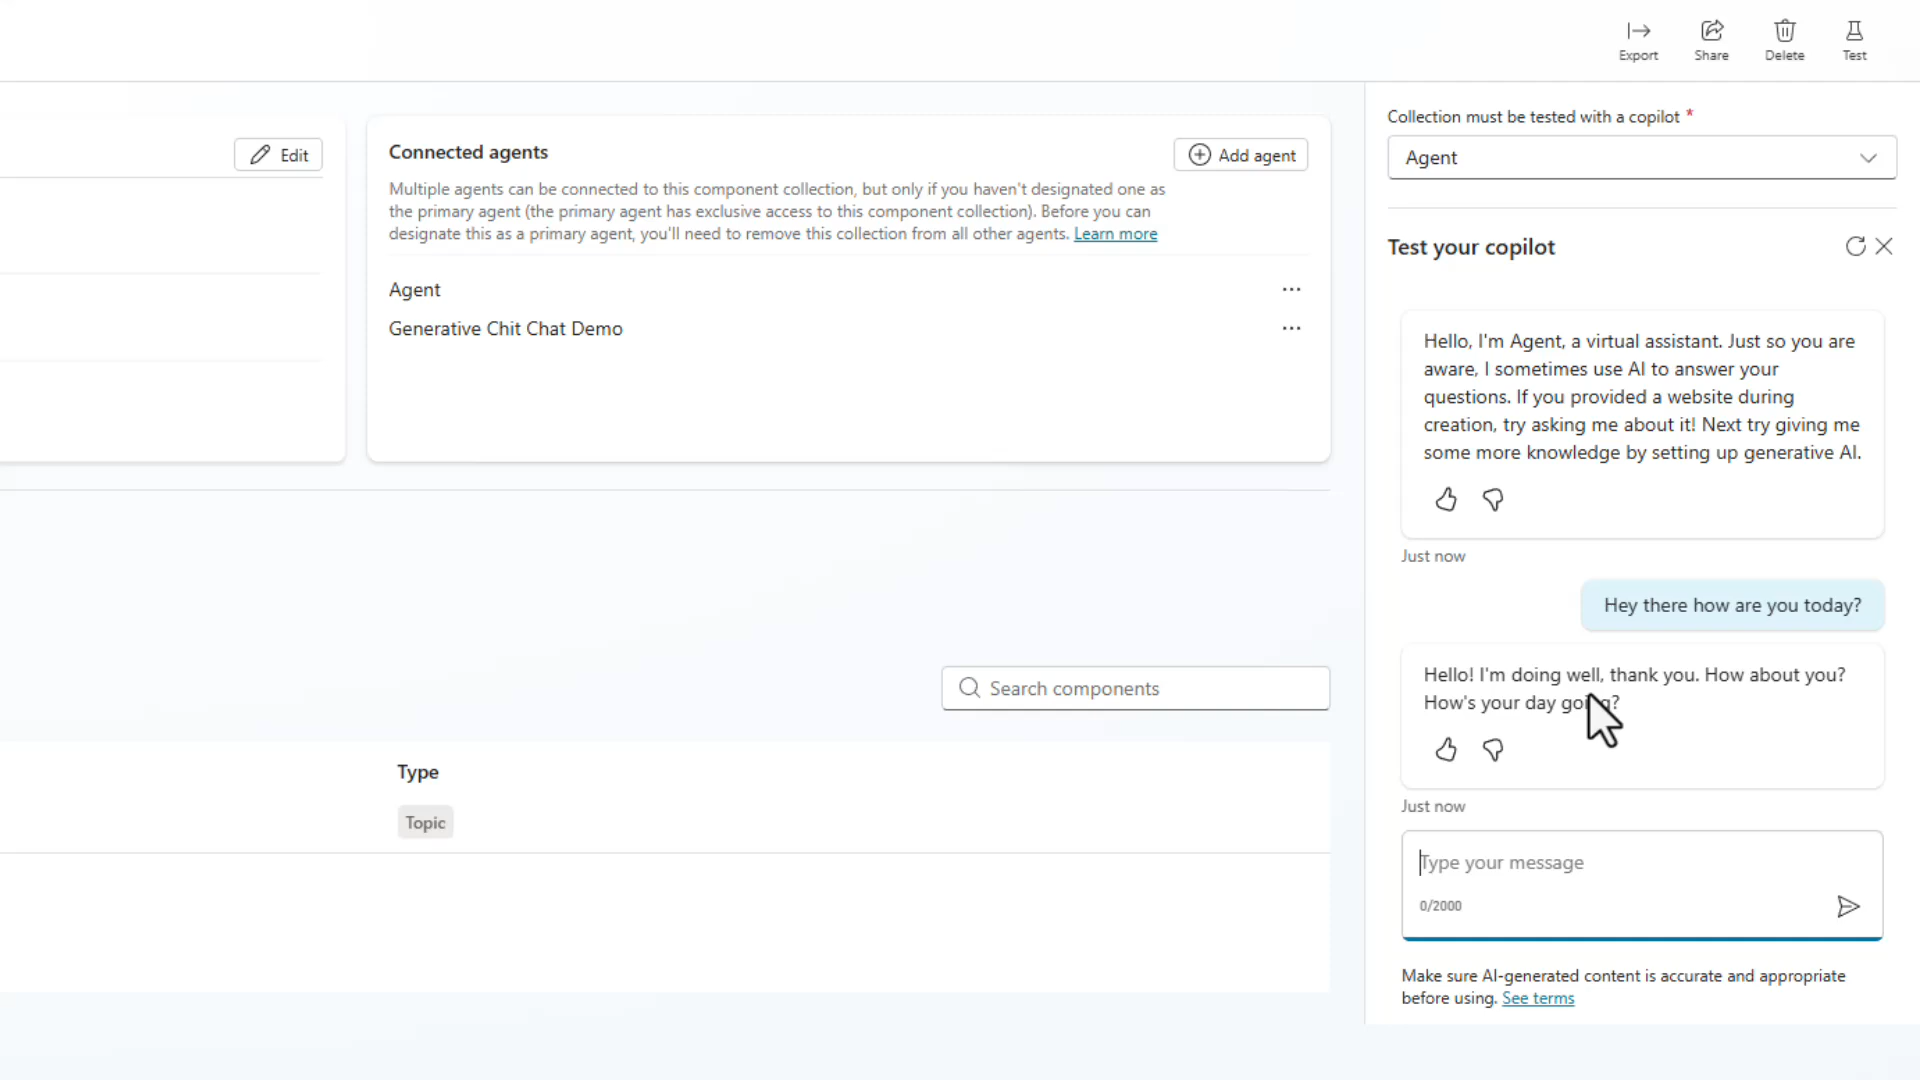 Export
Share
Delete
Test
Edit
Connected agents
Add agent
Multiple agents can be connected to this component collection, but only if you haven't designated one as
the primary agent (the primary agent has exclusive access to this component collection). Before you can
designate this as a primary agent, you'll need to remove this collection from all other agents. Learn more
Agent
Generative Chit Chat Demo
Search components
Type
Topic
Collection must be tested with a copilot *
Agent
Test your copilot
Hello, I'm Agent, a virtual assistant. Just so you are
aware, I sometimes use AI to answer your
questions. If you provided a website during
creation, try asking me about it! Next try giving me
some more knowledge by setting up generative AI.
Just now
Hey there how are you today?
Hello! I'm doing well, thank you. How about you?
How's your day going?
Just now
Type your message
0/2000
Make sure AI-generated content is accurate and appropriate
before using. See terms